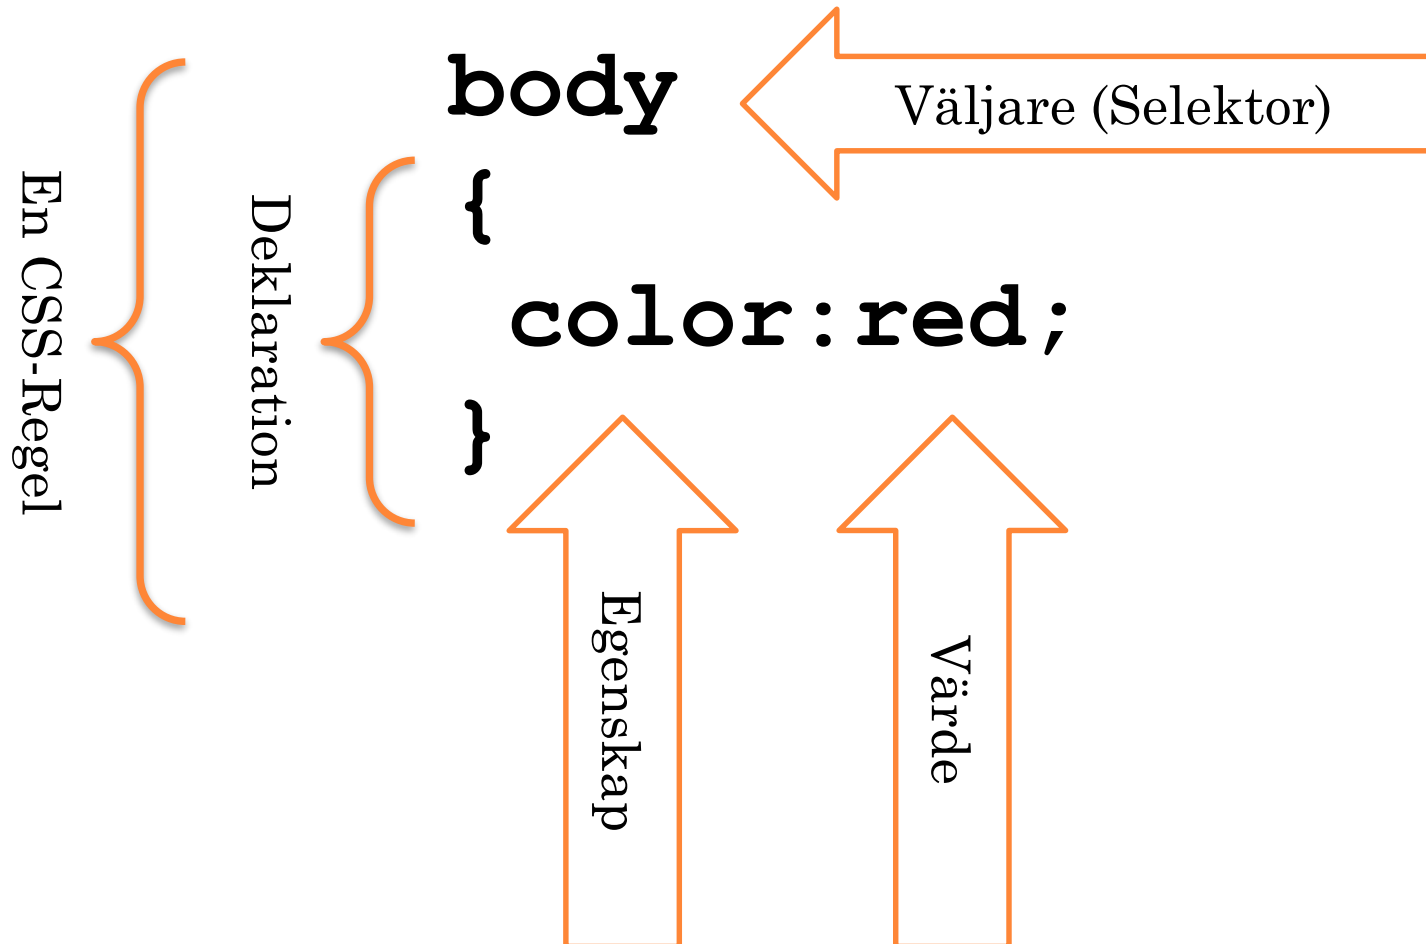 body
Väljare (Selektor)
{
color:red;
}
En CSS-Regel
Deklaration
Egenskap
Värde